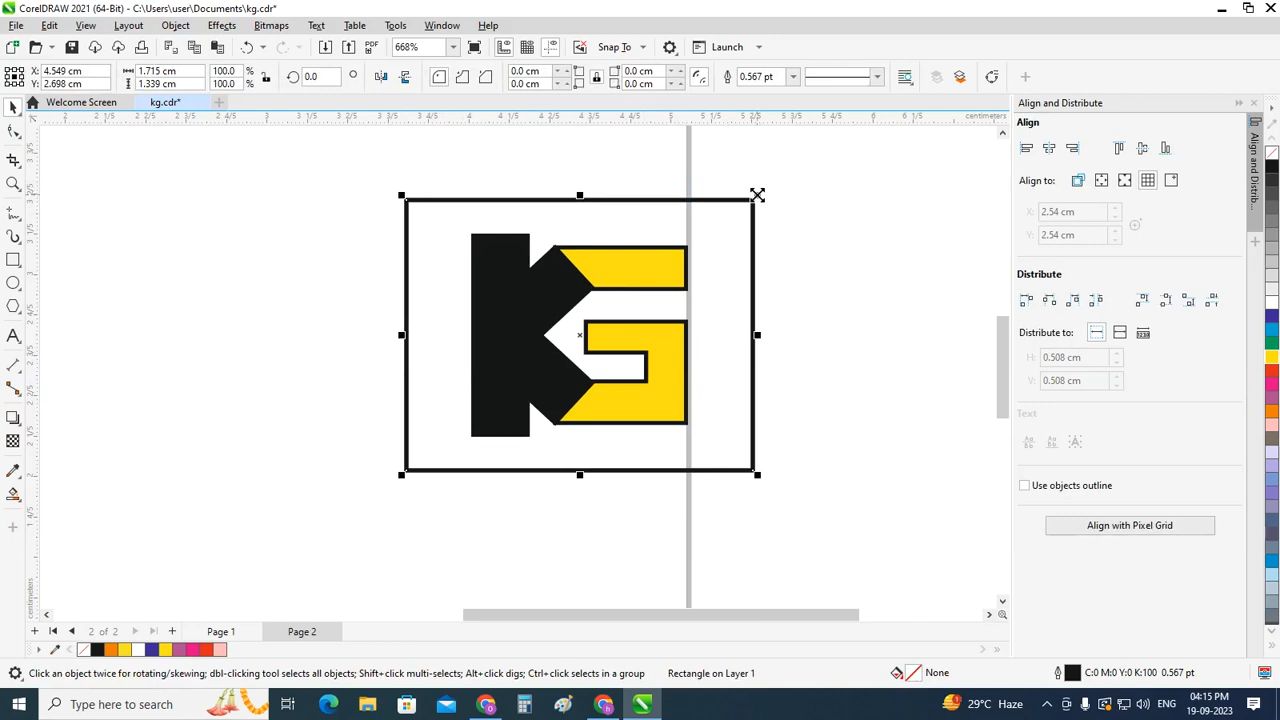 CorelDRAW 2021 (64-Bit) - C:\Users\user\Documents\kg.cdr*
File Edit View Layout Object Effects Bitmaps Text Table Tools Window Help
PDF 668% Snap To Launch
X: 4.549 cm 1.715 cm 100.0 % 0.0 0.0 cm 0.0 cm 0.567 pt
Y: 2.698 cm 1.339 cm 100.0 % 0.0 cm 0.0 cm
Welcome Screen kg.cdr*
centimeters
Align and Distribute
Align
Align to:
X: 2.54 cm
Y: 2.54 cm
Distribute
Distribute to:
H: 0.508 cm
Y: 0.508 cm
Text
Use objects outline
Align with Pixel Grid
Align and Distrib..
KG
centimeters
2 of 2 Page 1 Page 2
Click an object twice for rotating/skewing; dbl-clicking tool selects all objects; Shift+click multi-selects; Alt+click digs; Ctrl+click selects in a group Rectangle on Layer 1 None C:0 M:0 Y:0 K:100 0.567 pt
Type here to search 29°C Haze ENG 04:15 PM
19-09-2023